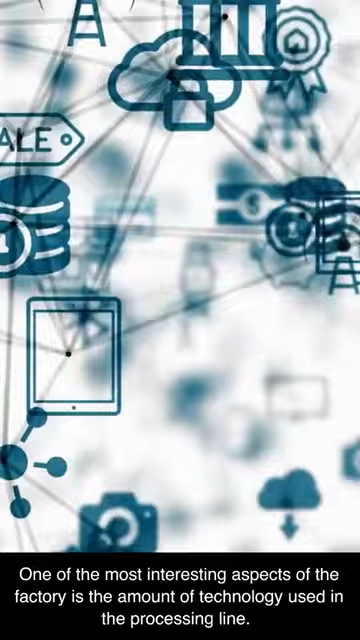 ALE
$
One of the most interesting aspects of the
factory is the amount of technology used in
the processing line.